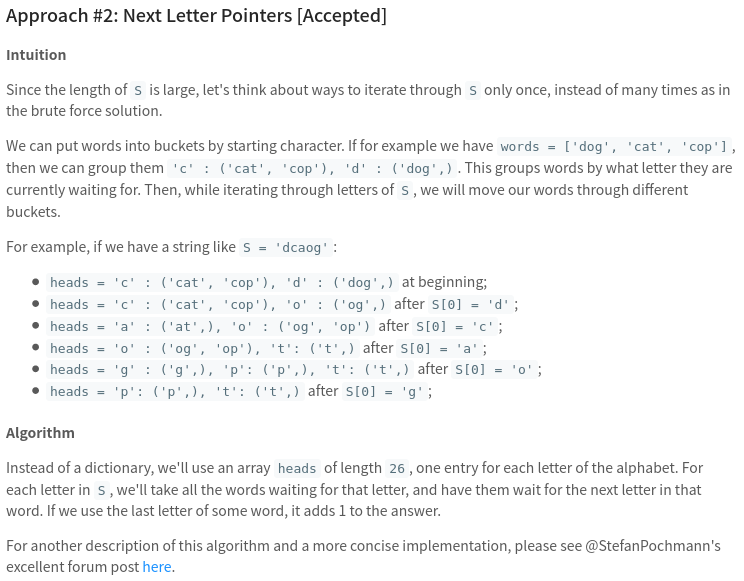 Approach #2: Next Letter Pointers [Accepted]
Intuition
Since the length of S is large, let's think about ways to iterate through S only once, instead of many times as in
the brute force solution.
We can put words into buckets by starting character. If for example we have words = ['dog', 'cat', 'cop'] ,
then we can group them 'c' : ('cat', 'cop'), 'd' : ('dog',) . This groups words by what letter they are
currently waiting for. Then, while iterating through letters of S , we will move our words through different
buckets.
For example, if we have a string like S = 'dcaog' :
● heads = 'c' : ('cat', 'cop'), 'd' : ('dog',) at beginning;
● heads = 'c' : ('cat', 'cop'), 'o' : ('og',) after S[0] = 'd' ;
● heads = 'a' : ('at',), 'o' : ('og', 'op') after S[0] = 'c' ;
● heads = 'o' : ('og', 'op'), 't': ('t',) after S[0] = 'a' ;
● heads = 'g' : ('g',), 'p': ('p',), 't': ('t',) after S[0] = 'o' ;
● heads = 'p': ('p',), 't': ('t',) after S[0] = 'g' ;
Algorithm
Instead of a dictionary, we'll use an array heads of length 26 , one entry for each letter of the alphabet. For
each letter in S , we'll take all the words waiting for that letter, and have them wait for the next letter in that
word. If we use the last letter of some word, it adds 1 to the answer.
For another description of this algorithm and a more concise implementation, please see @StefanPochmann's
excellent forum post here.